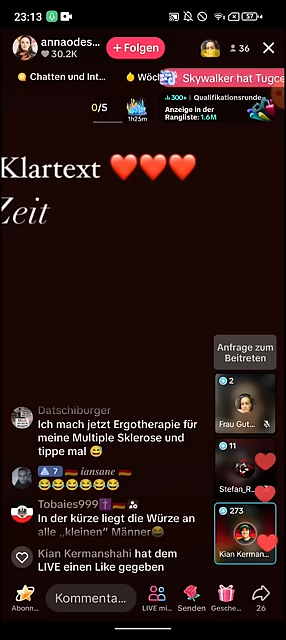 23:13
57
annaodes...
30.2K
+ Folgen
36
Chatten und Int...
Wöch
Skywalker hat Tugce
0/5
1h25m
300+ | Qualifikationsrunde
Anzeige in der
Rangliste: 1.6M
Klartext ❤️❤️❤️
Zeit
Anfrage zum
Beitreten
2
Frau Gut...
11
Stefan_R...
273
Kian Kerman...
Datschiburger
Ich mach jetzt Ergotherapie für
meine Multiple Sklerose und
tippe mal 😅
7 🇩🇪 iansane 🇩🇪
😂😂😂😂😂
Tobaies999✝️🇩🇪
In der kürze liegt die Würze an
alle „kleinen“ Männer😂
Kian Kermanshahi hat dem
LIVE einen Like gegeben
Abonn...
Kommenta...
LIVE mi...
Senden
Gesche...
26